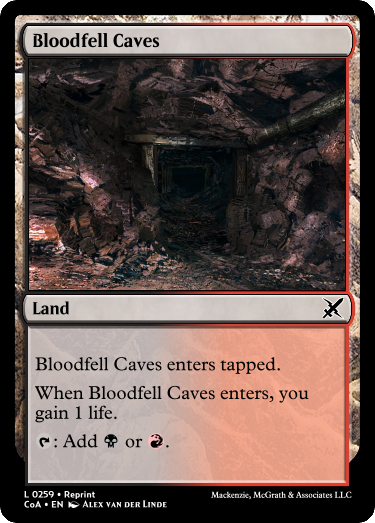 Bloodfell Caves
Land
Bloodfell Caves enters tapped.
When Bloodfell Caves enters, you
gain 1 life.
: Add or .
L 0259 • Reprint
CoA • EN Alex van der Linde
Mackenzie, McGrath & Associates LLC